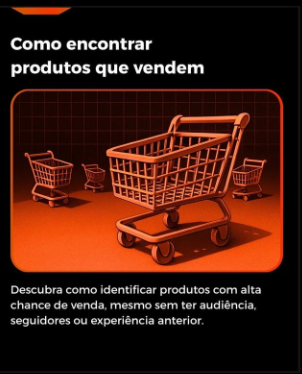 Como encontrar
produtos que vendem
Descubra como identificar produtos com alta
chance de venda, mesmo sem ter audiência,
seguidores ou experiência anterior.